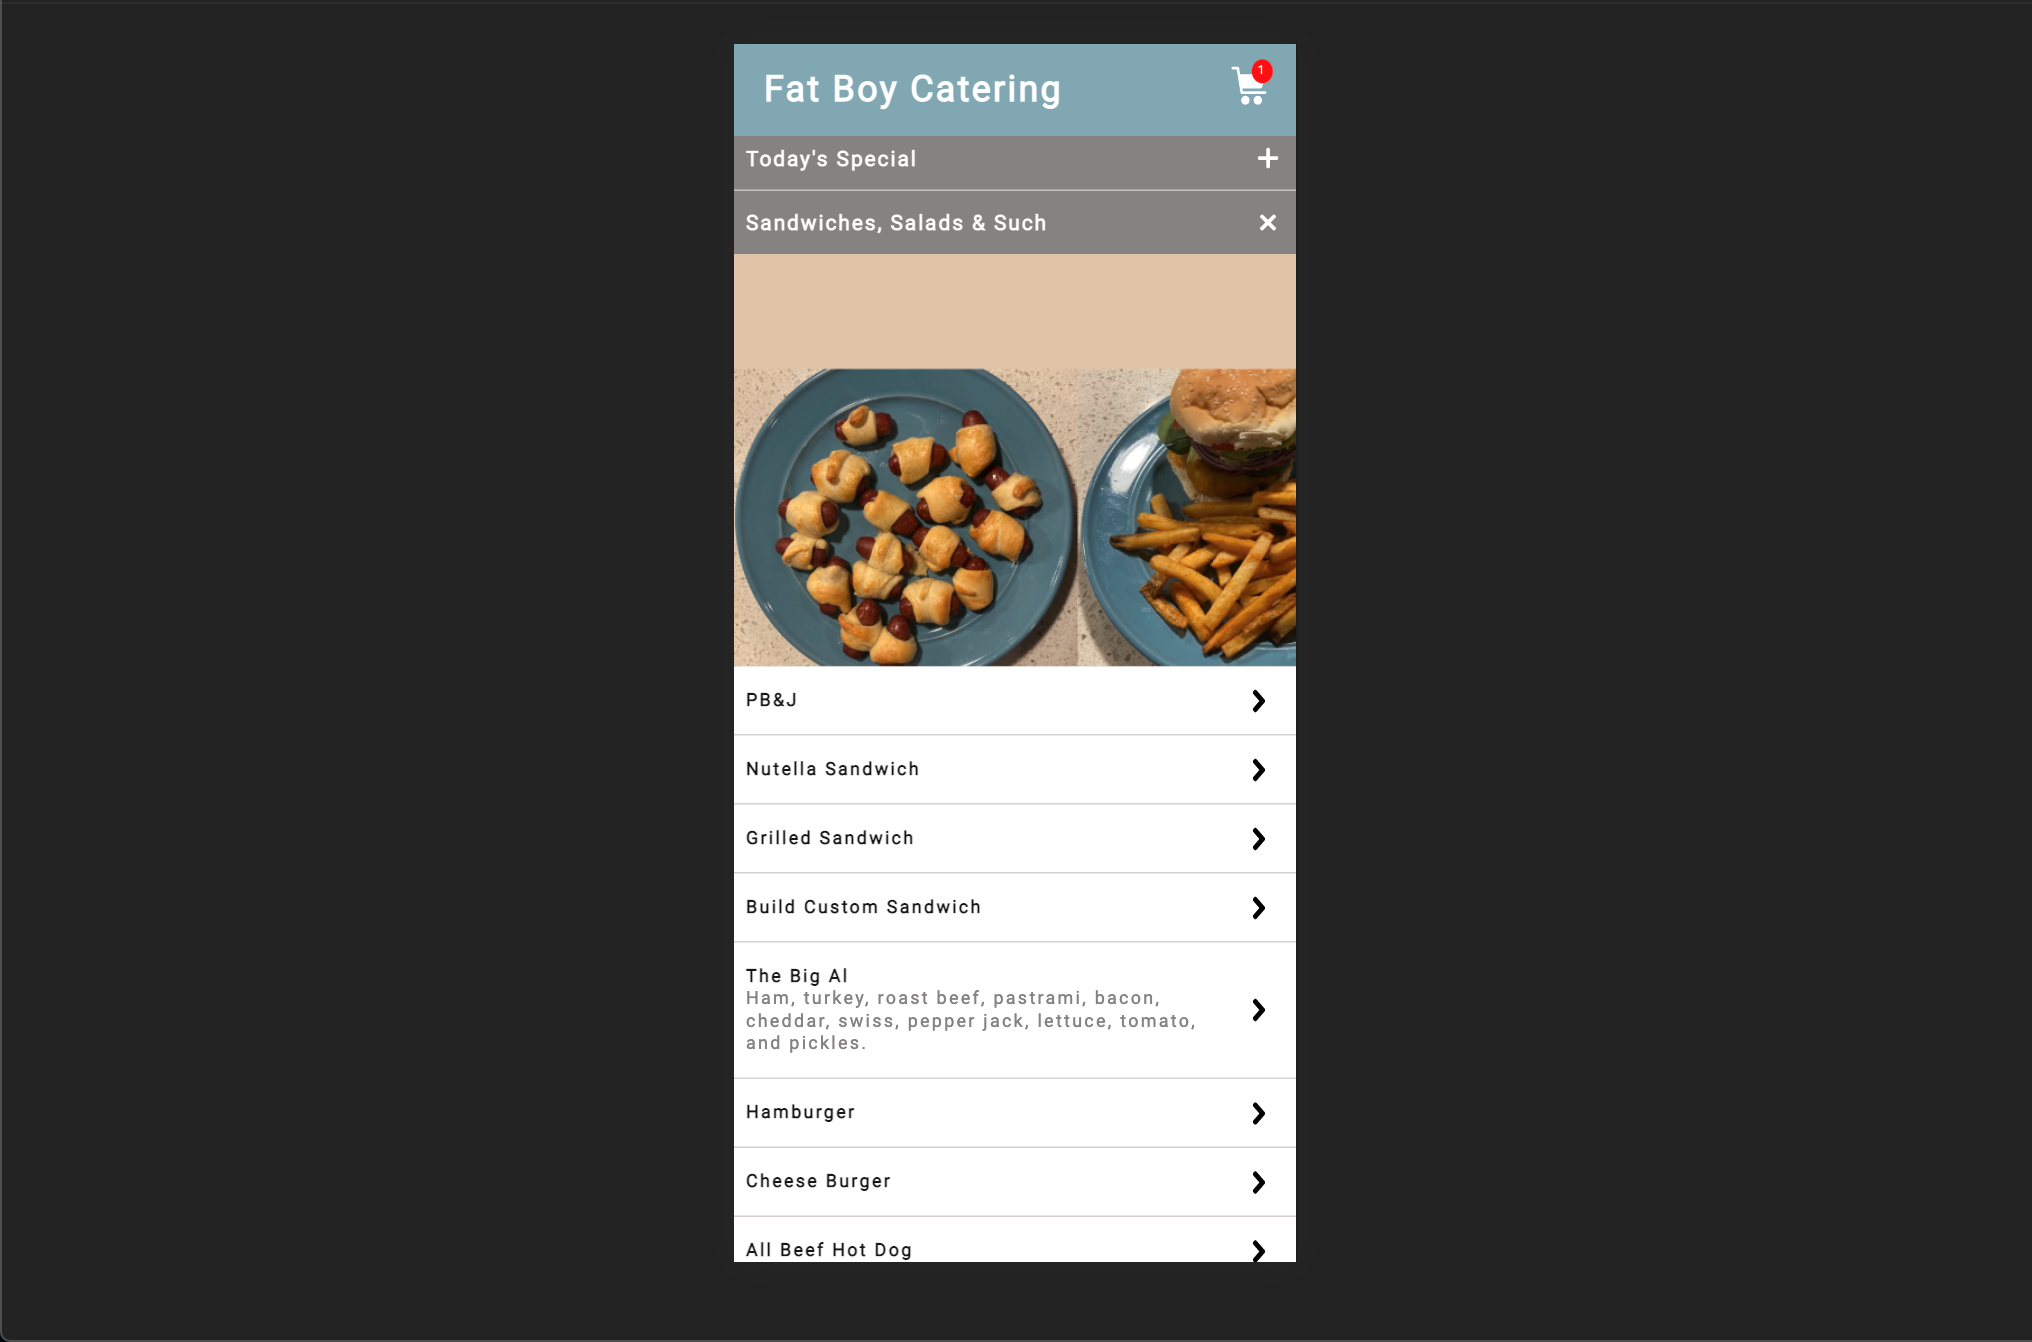 Fat Boy Catering
1
Today's Special
Sandwiches, Salads & Such
PB&J
Nutella Sandwich
Grilled Sandwich
Build Custom Sandwich
The Big Al
Ham, turkey, roast beef, pastrami, bacon,
cheddar, swiss, pepper jack, lettuce, tomato,
and pickles.
Hamburger
Cheese Burger
All Beef Hot Dog